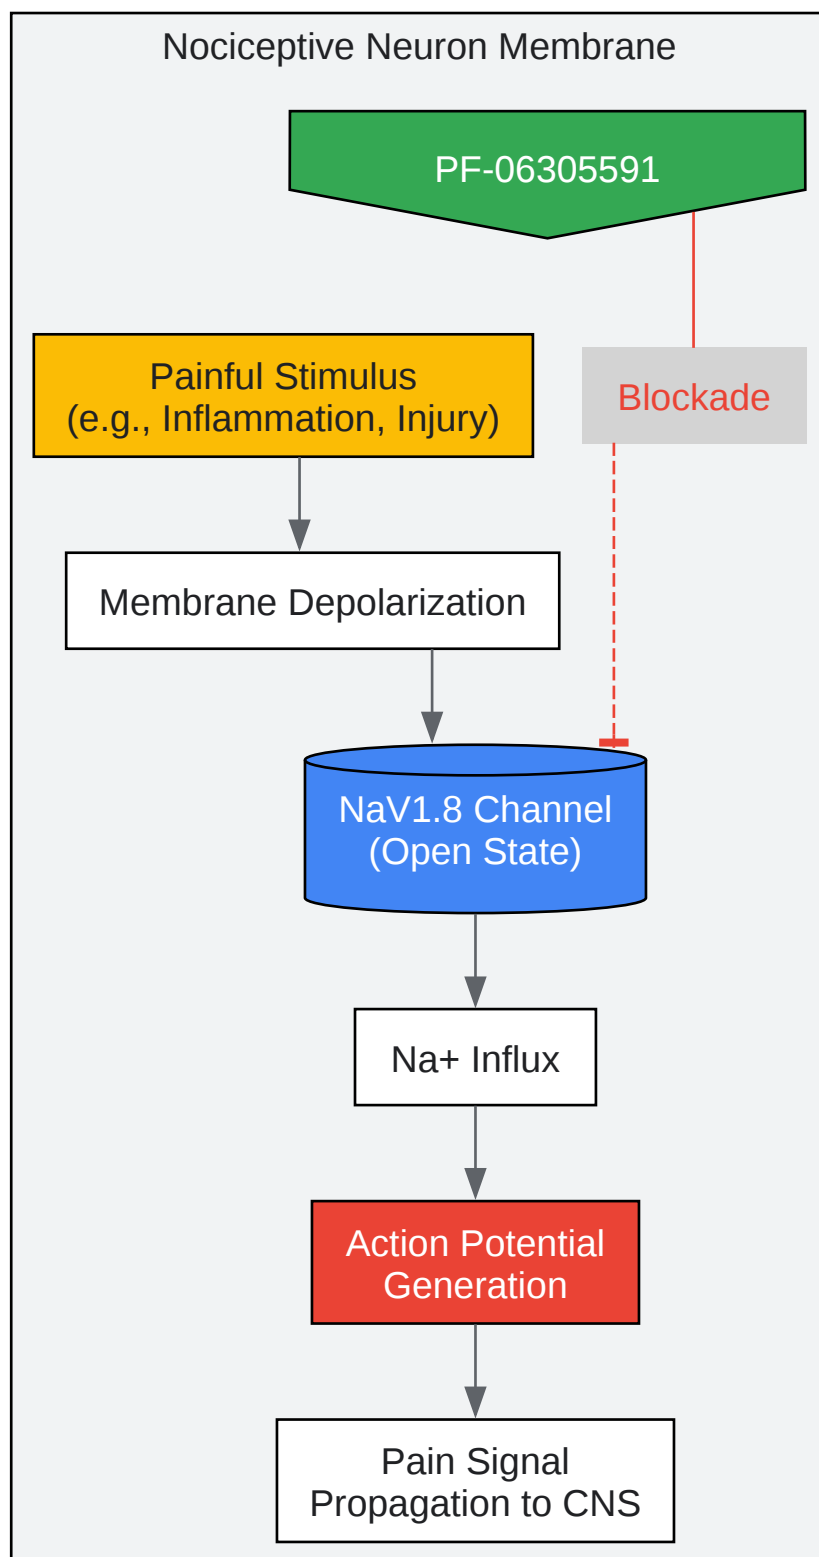 Nociceptive Neuron Membrane
PF-06305591
Painful Stimulus
(e.g., Inflammation, Injury)
Blockade
Membrane Depolarization
NaV1.8 Channel
(Open State)
Na+ Influx
Action Potential
Generation
Pain Signal
Propagation to CNS